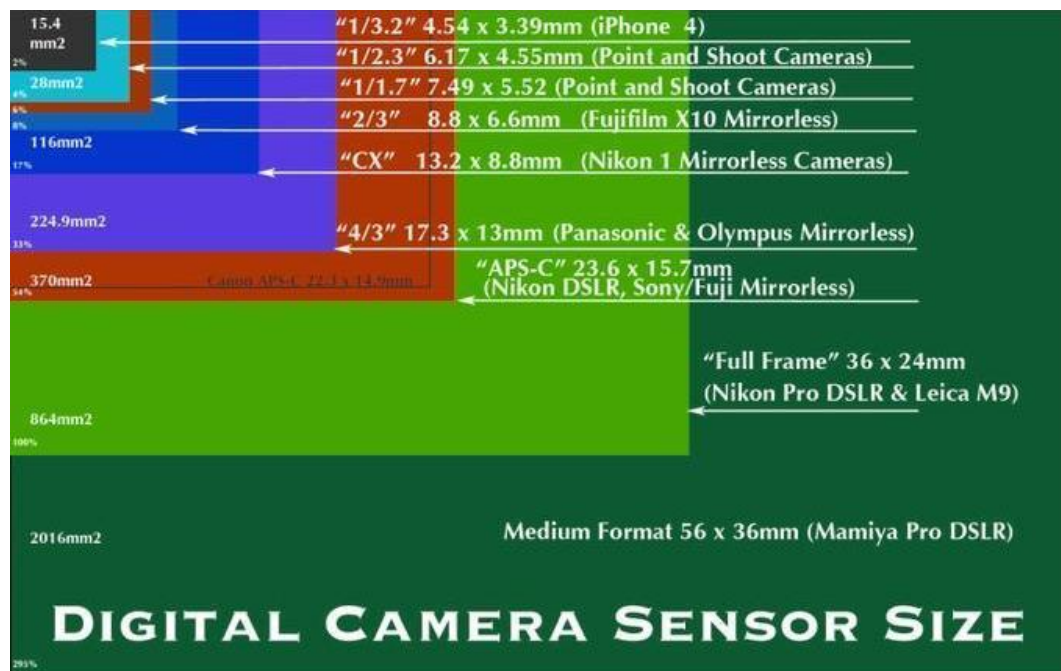 15.4
mm2
2%
“1/3.2” 4.54 x 3.39mm (iPhone 4)
“1/2.3” 6.17 x 4.55mm (Point and Shoot Cameras)
28mm2
4%
“1/1.7” 7.49 x 5.52 (Point and Shoot Cameras)
6%
“2/3” 8.8 x 6.6mm (Fujifilm X10 Mirrorless)
8%
116mm2
“CX” 13.2 x 8.8mm (Nikon 1 Mirrorless Cameras)
17%
224.9mm2
“4/3” 17.3 x 13mm (Panasonic & Olympus Mirrorless)
33%
“APS-C” 23.6 x 15.7mm
370mm2
Canon APS-C 22.3 x 14.9mm
(Nikon DSLR, Sony/Fuji Mirrorless)
54%
“Full Frame” 36 x 24mm
(Nikon Pro DSLR & Leica M9)
864mm2
100%
2016mm2
Medium Format 56 x 36mm (Mamiya Pro DSLR)
DIGITAL CAMERA SENSOR SIZE
293%